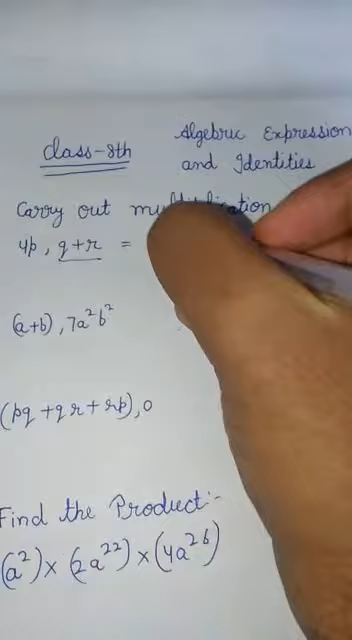 class-8th
Algebric Expression
and Identities
Carry out multiplication
4p, q+r =
(a+b), 7a²b²
(pq + qr + rp), 0
Find the Product:-
(a²) × (2a²²) × (4a²⁶)